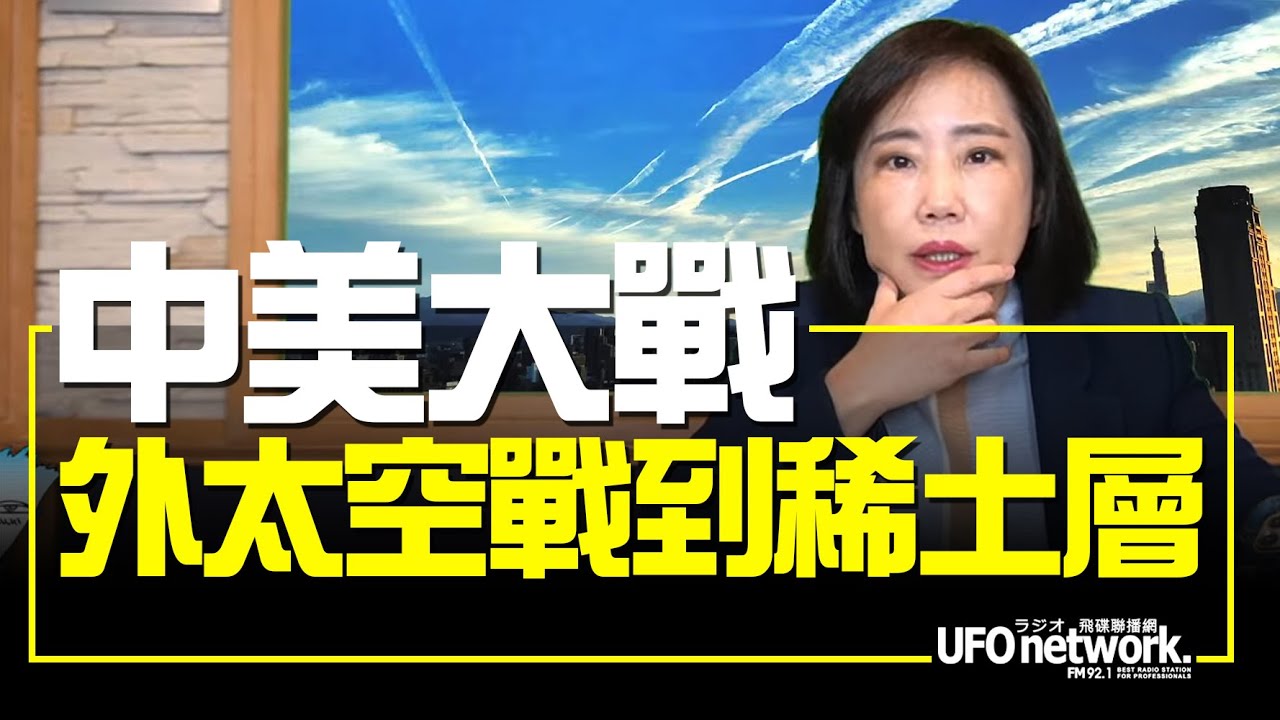 中美大戰
外太空戰到稀土層
ラジオ 飛碟聯播網
UFO network.
FM 92.1 BEST RADIO STATION
FOR PROFESSIONALS